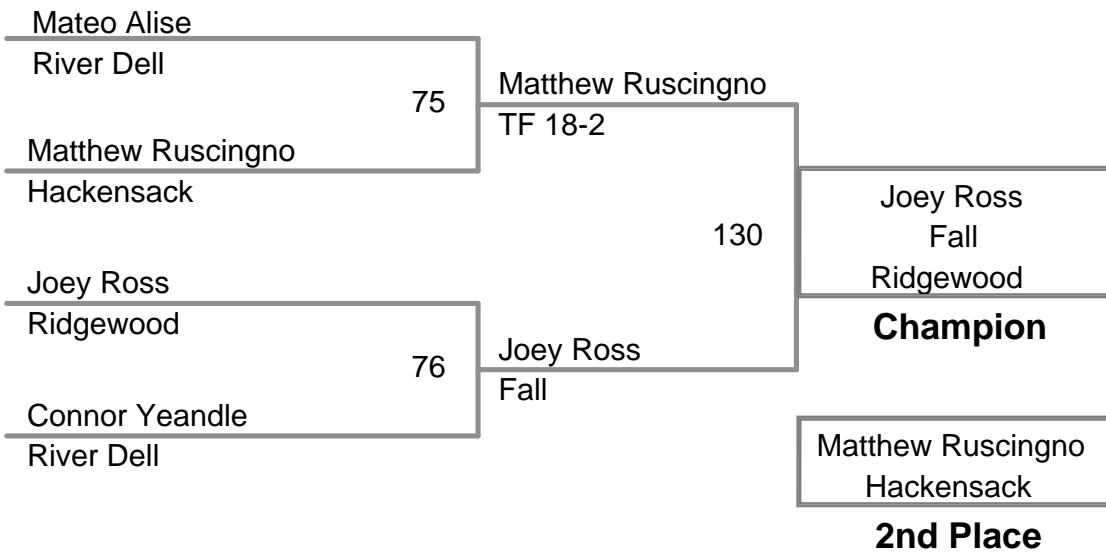 Mateo Alise
River Dell
75
Matthew Ruscingno
Hackensack
Matthew Ruscingno
TF 18-2
Joey Ross
Ridgewood
76
Connor Yeandle
River Dell
Joey Ross
Fall
130
Joey Ross
Fall
Ridgewood
Champion
Matthew Ruscingno
Hackensack
2nd Place